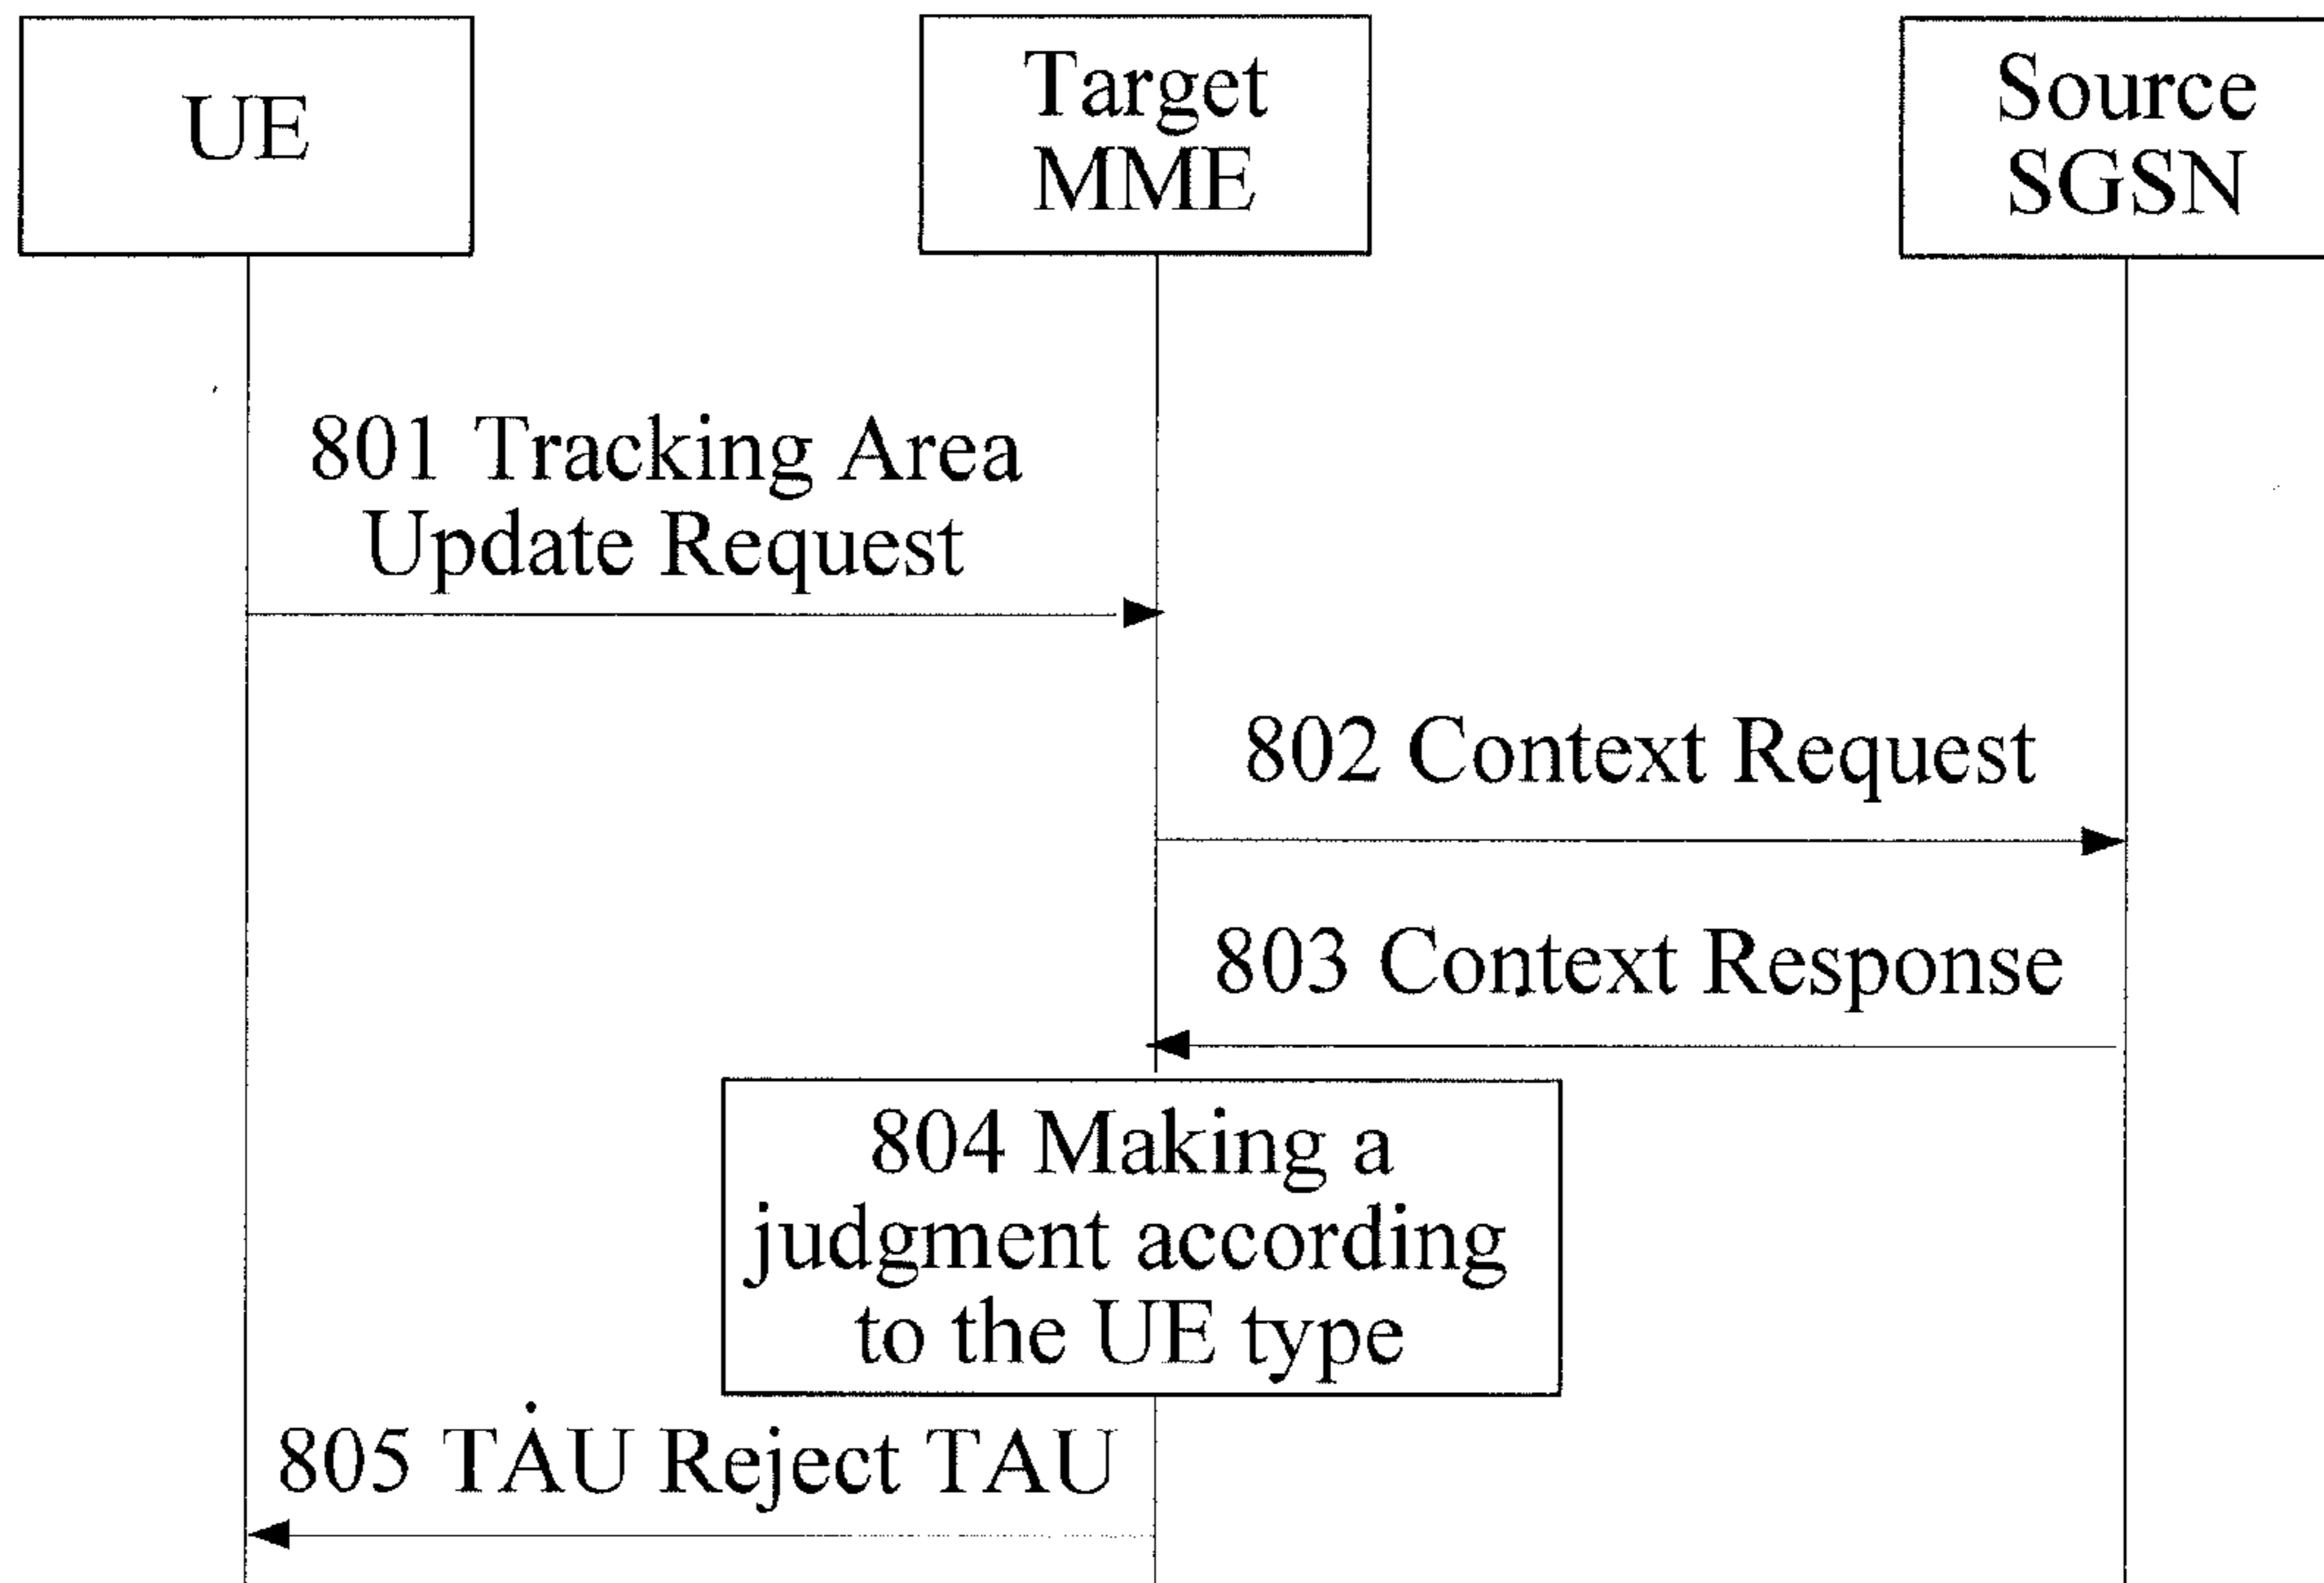 UE
Target
MME
Source
SGSN
801 Tracking Area
Update Request
802 Context Request
803 Context Response
804 Making a
judgment according
to the UE type
805 TAU Reject TAU